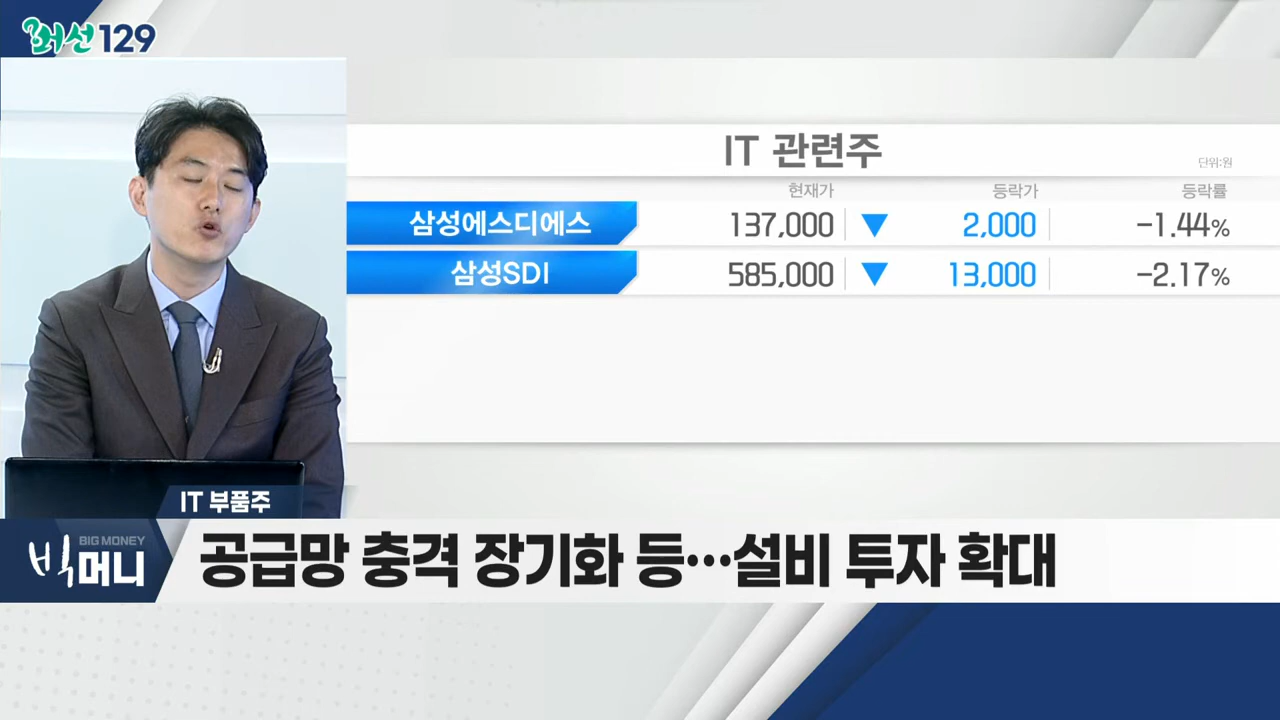 머선129
IT 관련주
단위:원
현재가 등락가 등락률
삼성에스디에스 137,000 ▼ 2,000 -1.44%
삼성SDI 585,000 ▼ 13,000 -2.17%
IT 부품주
BIG MONEY
빅머니
공급망 충격 장기화 등…설비 투자 확대